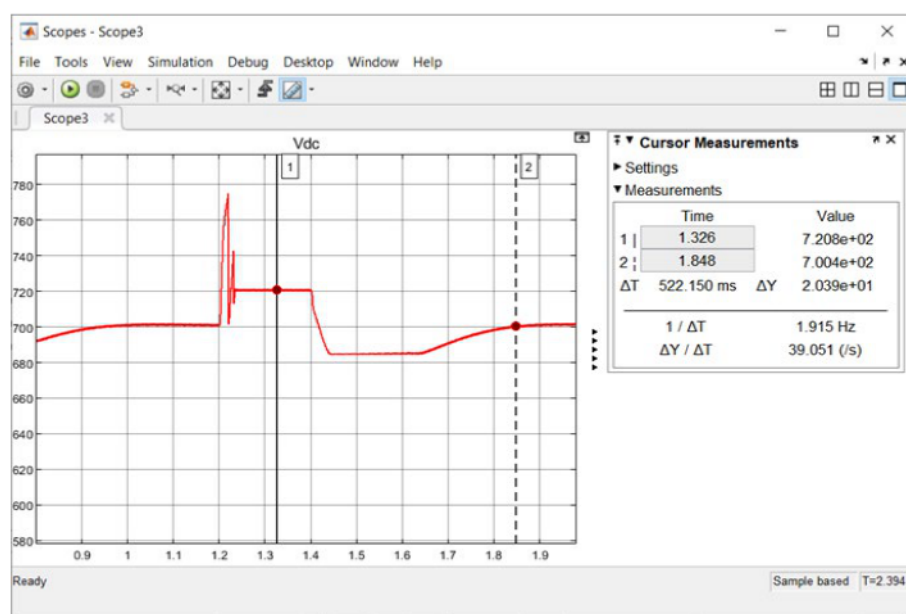 Scopes - Scope3
File Tools View Simulation Debug Desktop Window Help
Scope3
Vdc
1
2
780
760
740
720
700
680
660
640
620
600
580
0.9 1 1.1 1.2 1.3 1.4 1.5 1.6 1.7 1.8 1.9
Cursor Measurements
Settings
Measurements
Time Value
1 | 1.326 7.208e+02
2 ¦ 1.848 7.004e+02
ΔT 522.150 ms ΔY 2.039e+01
1 / ΔT 1.915 Hz
ΔY / ΔT 39.051 (/s)
Ready
Sample based T=2.394